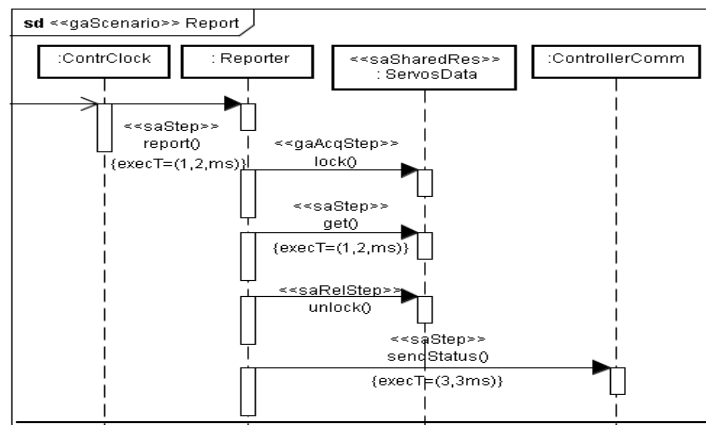 sd <<gaScenario>> Report
:ContrClock
: Reporter
<<saSharedRes>>
: ServosData
:ControllerComm
<<saStep>>
report()
{execT=(1,2,ms)}
<<gaAcqStep>>
lock()
<<saStep>>
get()
{execT=(1,2,ms)}
<<saRelStep>>
unlock()
<<saStep>>
sendStatus()
{execT=(3,3ms)}